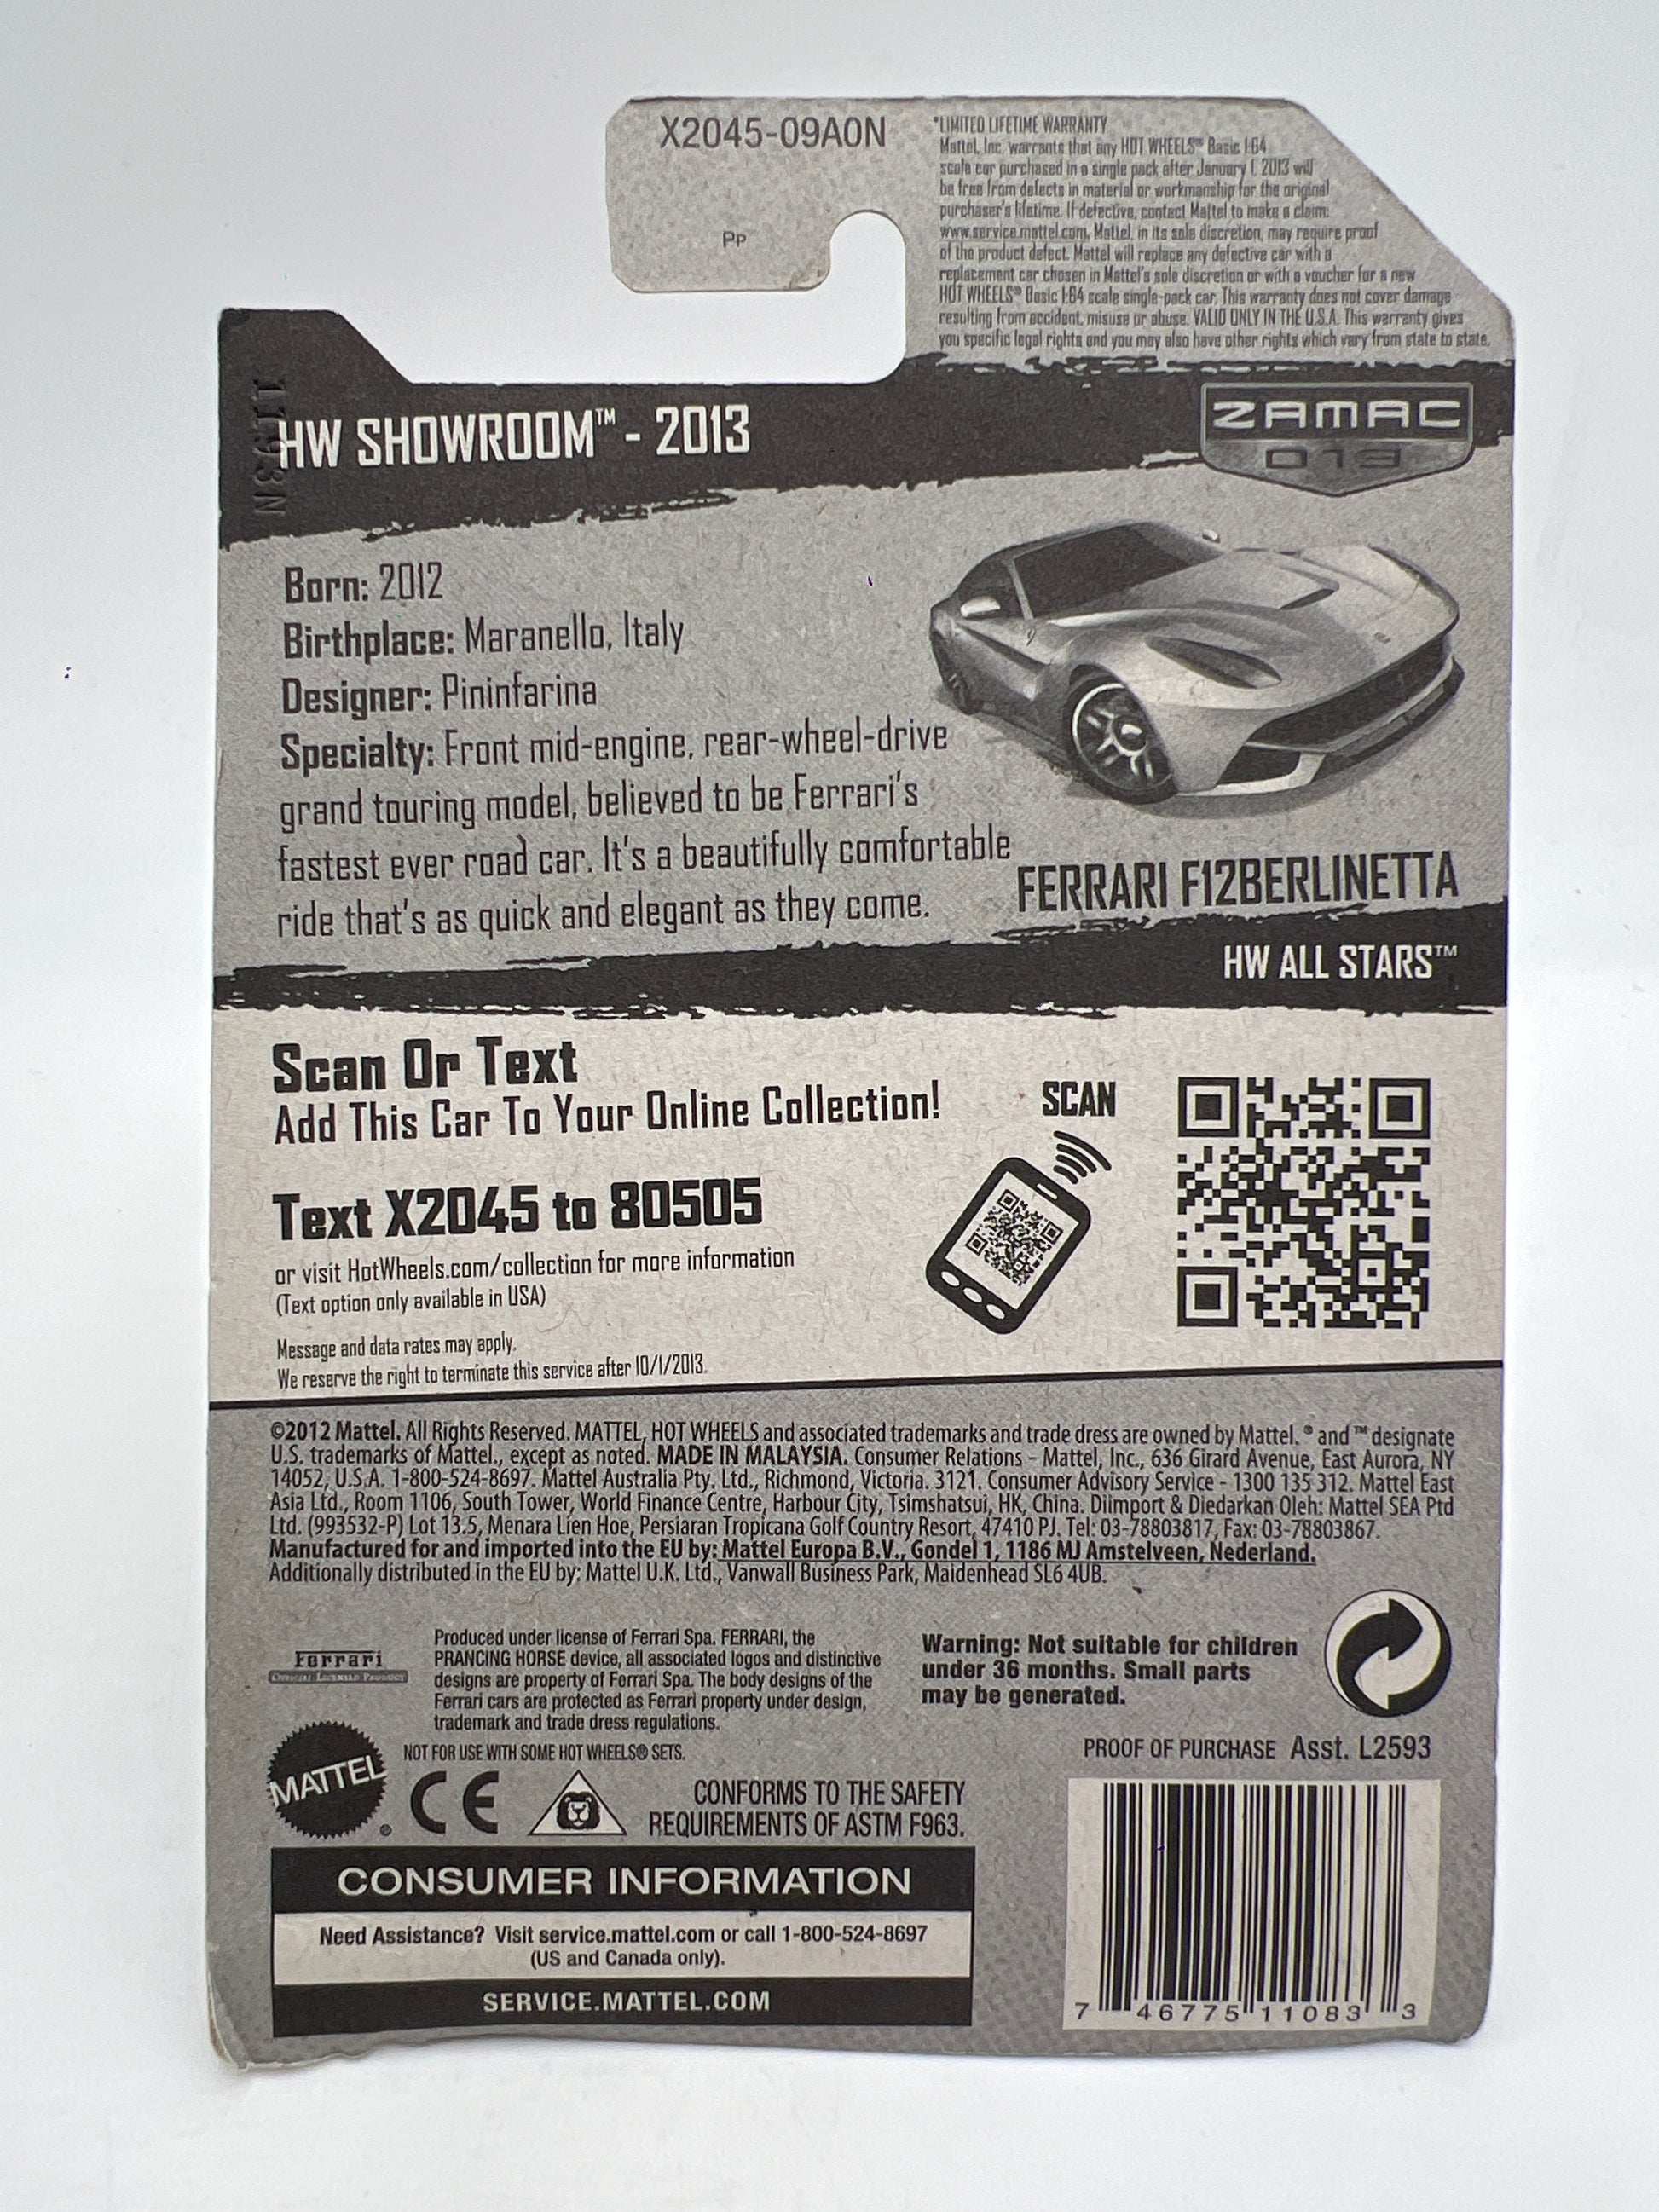 X2045-09A0N
Pp
*LIMITED LIFETIME WARRANTY
Mattel, Inc. warrants that any HOT WHEELS® Basic 1:64
scale car purchased in a single pack after January 1, 2013 will
be free from defects in material or workmanship for the original
purchaser's lifetime. If defective, contact Mattel to make a claim:
www.service.mattel.com. Mattel, in its sole discretion, may require proof
of the product defect. Mattel will replace any defective car with a
replacement car chosen in Mattel's sole discretion or with a voucher for a new
HOT WHEELS® Basic 1:64 scale single-pack car. This warranty does not cover damage
resulting from accident, misuse or abuse. VALID ONLY IN THE U.S.A. This warranty gives
you specific legal rights and you may also have other rights which vary from state to state.
HW SHOWROOM™ - 2013
ZAMAC
013
Born: 2012
Birthplace: Maranello, Italy
Designer: Pininfarina
Specialty: Front mid-engine, rear-wheel-drive
grand touring model, believed to be Ferrari's
fastest ever road car. It's a beautifully comfortable
ride that's as quick and elegant as they come.
FERRARI F12BERLINETTA
HW ALL STARS™
Scan Or Text
Add This Car To Your Online Collection!
SCAN
Text X2045 to 80505
or visit HotWheels.com/collection for more information
(Text option only available in USA)
Message and data rates may apply.
We reserve the right to terminate this service after 10/1/2013.
©2012 Mattel. All Rights Reserved. MATTEL, HOT WHEELS and associated trademarks and trade dress are owned by Mattel. ® and ™ designate
U.S. trademarks of Mattel., except as noted. MADE IN MALAYSIA. Consumer Relations - Mattel, Inc., 636 Girard Avenue, East Aurora, NY
14052, U.S.A. 1-800-524-8697. Mattel Australia Pty. Ltd., Richmond, Victoria. 3121. Consumer Advisory Service - 1300 135 312. Mattel East
Asia Ltd., Room 1106, South Tower, World Finance Centre, Harbour City, Tsimshatsui, HK, China. Diimport & Diedarkan Oleh: Mattel SEA Ptd
Ltd. (993532-P) Lot 13.5, Menara Lien Hoe, Persiaran Tropicana Golf Country Resort, 47410 PJ. Tel: 03-78803817, Fax: 03-78803867.
Manufactured for and imported into the EU by: Mattel Europa B.V., Gondel 1, 1186 MJ Amstelveen, Nederland.
Additionally distributed in the EU by: Mattel U.K. Ltd., Vanwall Business Park, Maidenhead SL6 4UB.
Ferrari
OFFICIAL LICENSED PRODUCT
Produced under license of Ferrari Spa. FERRARI, the
PRANCING HORSE device, all associated logos and distinctive
designs are property of Ferrari Spa. The body designs of the
Ferrari cars are protected as Ferrari property under design,
trademark and trade dress regulations.
Warning: Not suitable for children
under 36 months. Small parts
may be generated.
NOT FOR USE WITH SOME HOT WHEELS® SETS.
MATTEL®
CE
CONFORMS TO THE SAFETY
REQUIREMENTS OF ASTM F963.
PROOF OF PURCHASE Asst. L2593
CONSUMER INFORMATION
Need Assistance? Visit service.mattel.com or call 1-800-524-8697
(US and Canada only).
SERVICE.MATTEL.COM
7 46775 11083 3